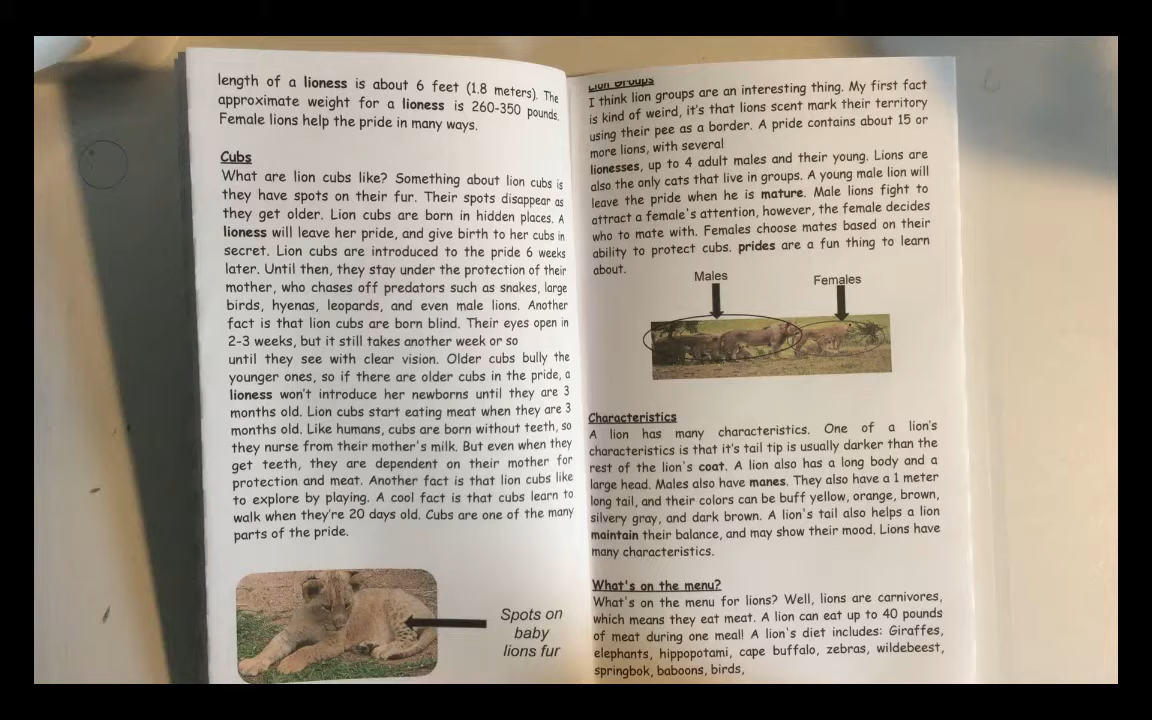 length of a lioness is about 6 feet (1.8 meters). The
approximate weight for a lioness is 260-350 pounds.
Female lions help the pride in many ways.
Cubs
What are lion cubs like? Something about lion cubs is
they have spots on their fur. Their spots disappear as
they get older. Lion cubs are born in hidden places. A
lioness will leave her pride, and give birth to her cubs in
secret. Lion cubs are introduced to the pride 6 weeks
later. Until then, they stay under the protection of their
mother, who chases off predators such as snakes, large
birds, hyenas, leopards, and even male lions. Another
fact is that lion cubs are born blind. Their eyes open in
2-3 weeks, but it still takes another week or so
until they see with clear vision. Older cubs bully the
younger ones, so if there are older cubs in the pride, a
lioness won't introduce her newborns until they are 3
months old. Lion cubs start eating meat when they are 3
months old. Like humans, cubs are born without teeth, so
they nurse from their mother's milk. But even when they
get teeth, they are dependent on their mother for
protection and meat. Another fact is that lion cubs like
to explore by playing. A cool fact is that cubs learn to
walk when they're 20 days old. Cubs are one of the many
parts of the pride.
Spots on
baby
lions fur
Lion Groups
I think lion groups are an interesting thing. My first fact
is kind of weird, it's that lions scent mark their territory
using their pee as a border. A pride contains about 15 or
more lions, with several
lionesses, up to 4 adult males and their young. Lions are
also the only cats that live in groups. A young male lion will
leave the pride when he is mature. Male lions fight to
attract a female's attention, however, the female decides
who to mate with. Females choose mates based on their
ability to protect cubs. prides are a fun thing to learn
about.
Males
Females
Characteristics
A lion has many characteristics. One of a lion's
characteristics is that it's tail tip is usually darker than the
rest of the lion's coat. A lion also has a long body and a
large head. Males also have manes. They also have a 1 meter
long tail, and their colors can be buff yellow, orange, brown,
silvery gray, and dark brown. A lion's tail also helps a lion
maintain their balance, and may show their mood. Lions have
many characteristics.
What's on the menu?
What's on the menu for lions? Well, lions are carnivores,
which means they eat meat. A lion can eat up to 40 pounds
of meat during one meal! A lion's diet includes: Giraffes,
elephants, hippopotami, cape buffalo, zebras, wildebeest,
springbok, baboons, birds,